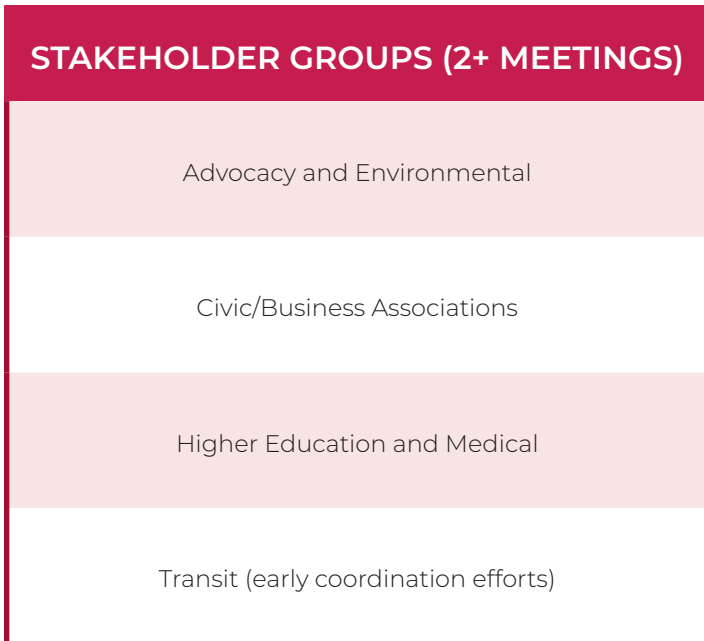 STAKEHOLDER GROUPS (2+ MEETINGS)
Advocacy and Environmental
Civic/Business Associations
Higher Education and Medical
Transit (early coordination efforts)